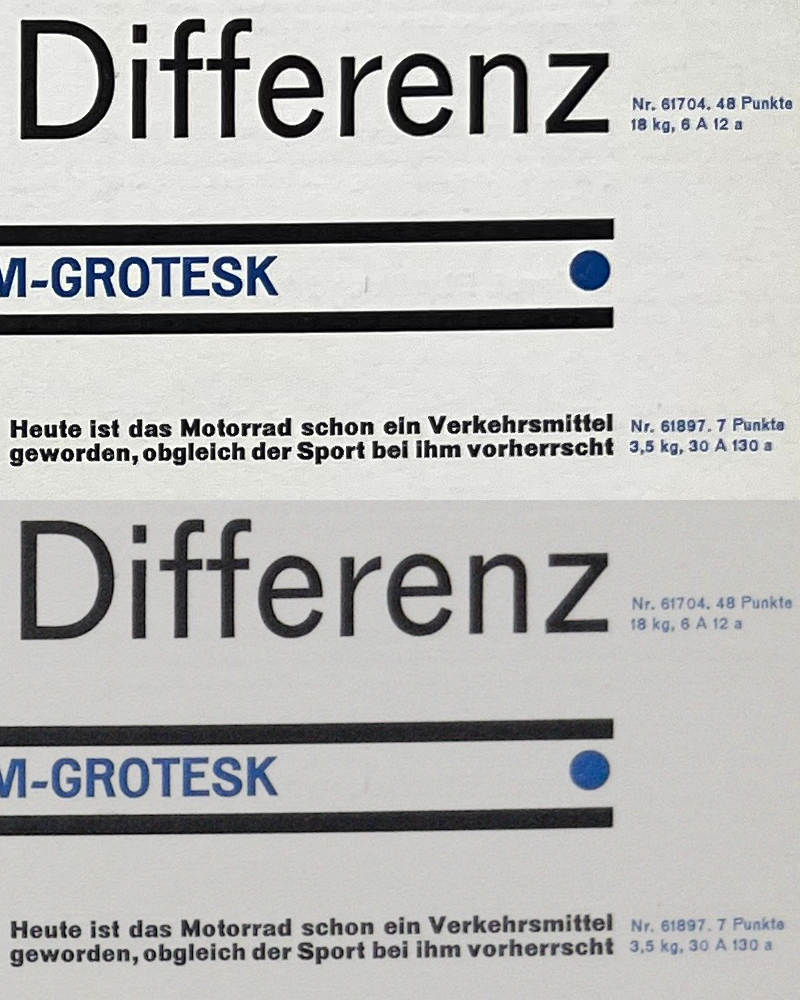 Differenz
Nr. 61704. 48 Punkte
18 kg, 6 A 12 a
M-GROTESK
Heute ist das Motorrad schon ein Verkehrsmittel
geworden, obgleich der Sport bei ihm vorherrscht
Nr. 61897. 7 Punkte
3,5 kg, 30 A 130 a
Differenz
Nr. 61704. 48 Punkte
18 kg, 6 A 12 a
M-GROTESK
Heute ist das Motorrad schon ein Verkehrsmittel
geworden, obgleich der Sport bei ihm vorherrscht
Nr. 61897. 7 Punkte
3,5 kg, 30 A 130 a